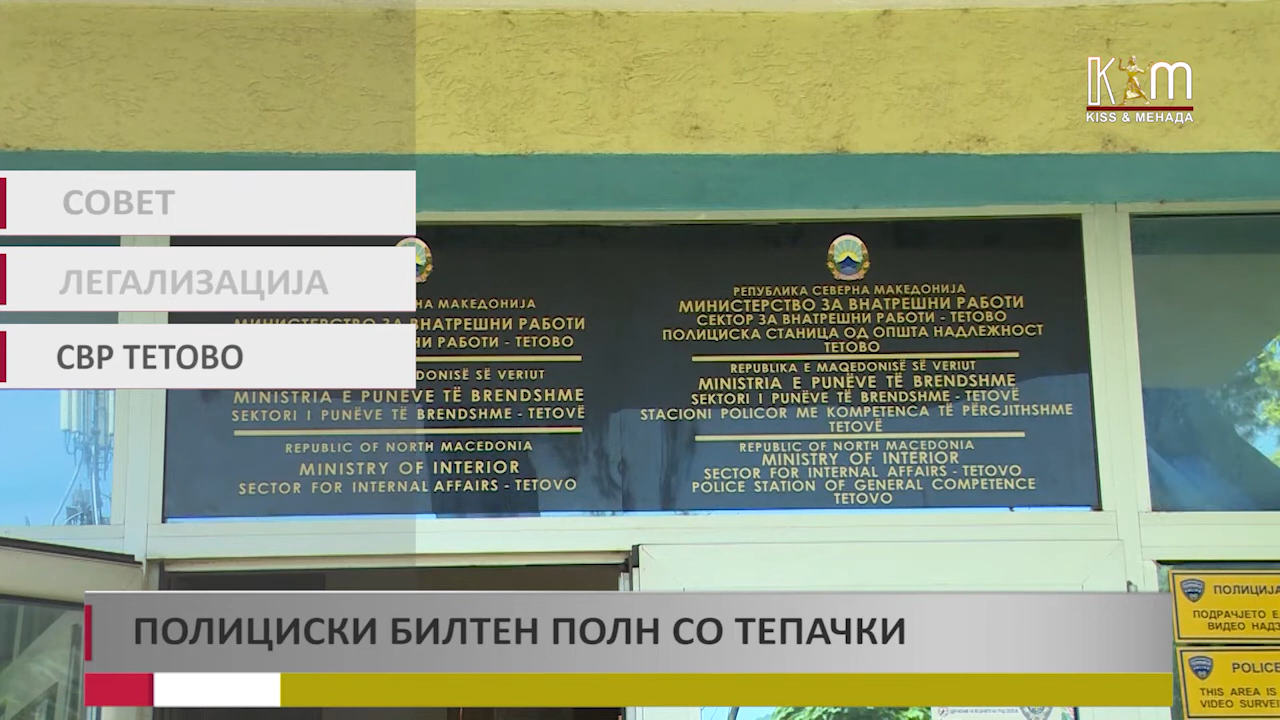 KM
KISS & МЕНАДА
СОВЕТ
ЛЕГАЛИЗАЦИЈА
СВР ТЕТОВО
МАКЕДОНИЈА
МИНИСТЕРСТВО ЗА ВНАТРЕШНИ РАБОТИ
РАБОТИ - ТЕТОВО
SË VERIUT
MINISTRIA E PUNËVE TË BRENDSHME
SEKTORI I PUNËVE TË BRENDSHME - TETOVË
REPUBLIC OF NORTH MACEDONIA
MINISTRY OF INTERIOR
SECTOR FOR INTERNAL AFFAIRS - TETOVO
РЕПУБЛИКА СЕВЕРНА МАКЕДОНИЈА
МИНИСТЕРСТВО ЗА ВНАТРЕШНИ РАБОТИ
СЕКТОР ЗА ВНАТРЕШНИ РАБОТИ - ТЕТОВО
ПОЛИЦИСКА СТАНИЦА ОД ОПШТА НАДЛЕЖНОСТ
ТЕТОВО
REPUBLIKA E MAQEDONISË SË VERIUT
MINISTRIA E PUNËVE TË BRENDSHME
SEKTORI I PUNËVE TË BRENDSHME - TETOVË
STACIONI POLICOR ME KOMPETENCA TË PËRGJITHSHME
TETOVË
REPUBLIC OF NORTH MACEDONIA
MINISTRY OF INTERIOR
SECTOR FOR INTERNAL AFFAIRS - TETOVO
POLICE STATION OF GENERAL COMPETENCE
TETOVO
ПОЛИЦИЈА
ПОДРАЧЈЕТО Е
ВИДЕО
POLICE
THIS AREA IS
VIDEO
ПОЛИЦИСКИ БИЛТЕН ПОЛН СО ТЕПАЧКИ